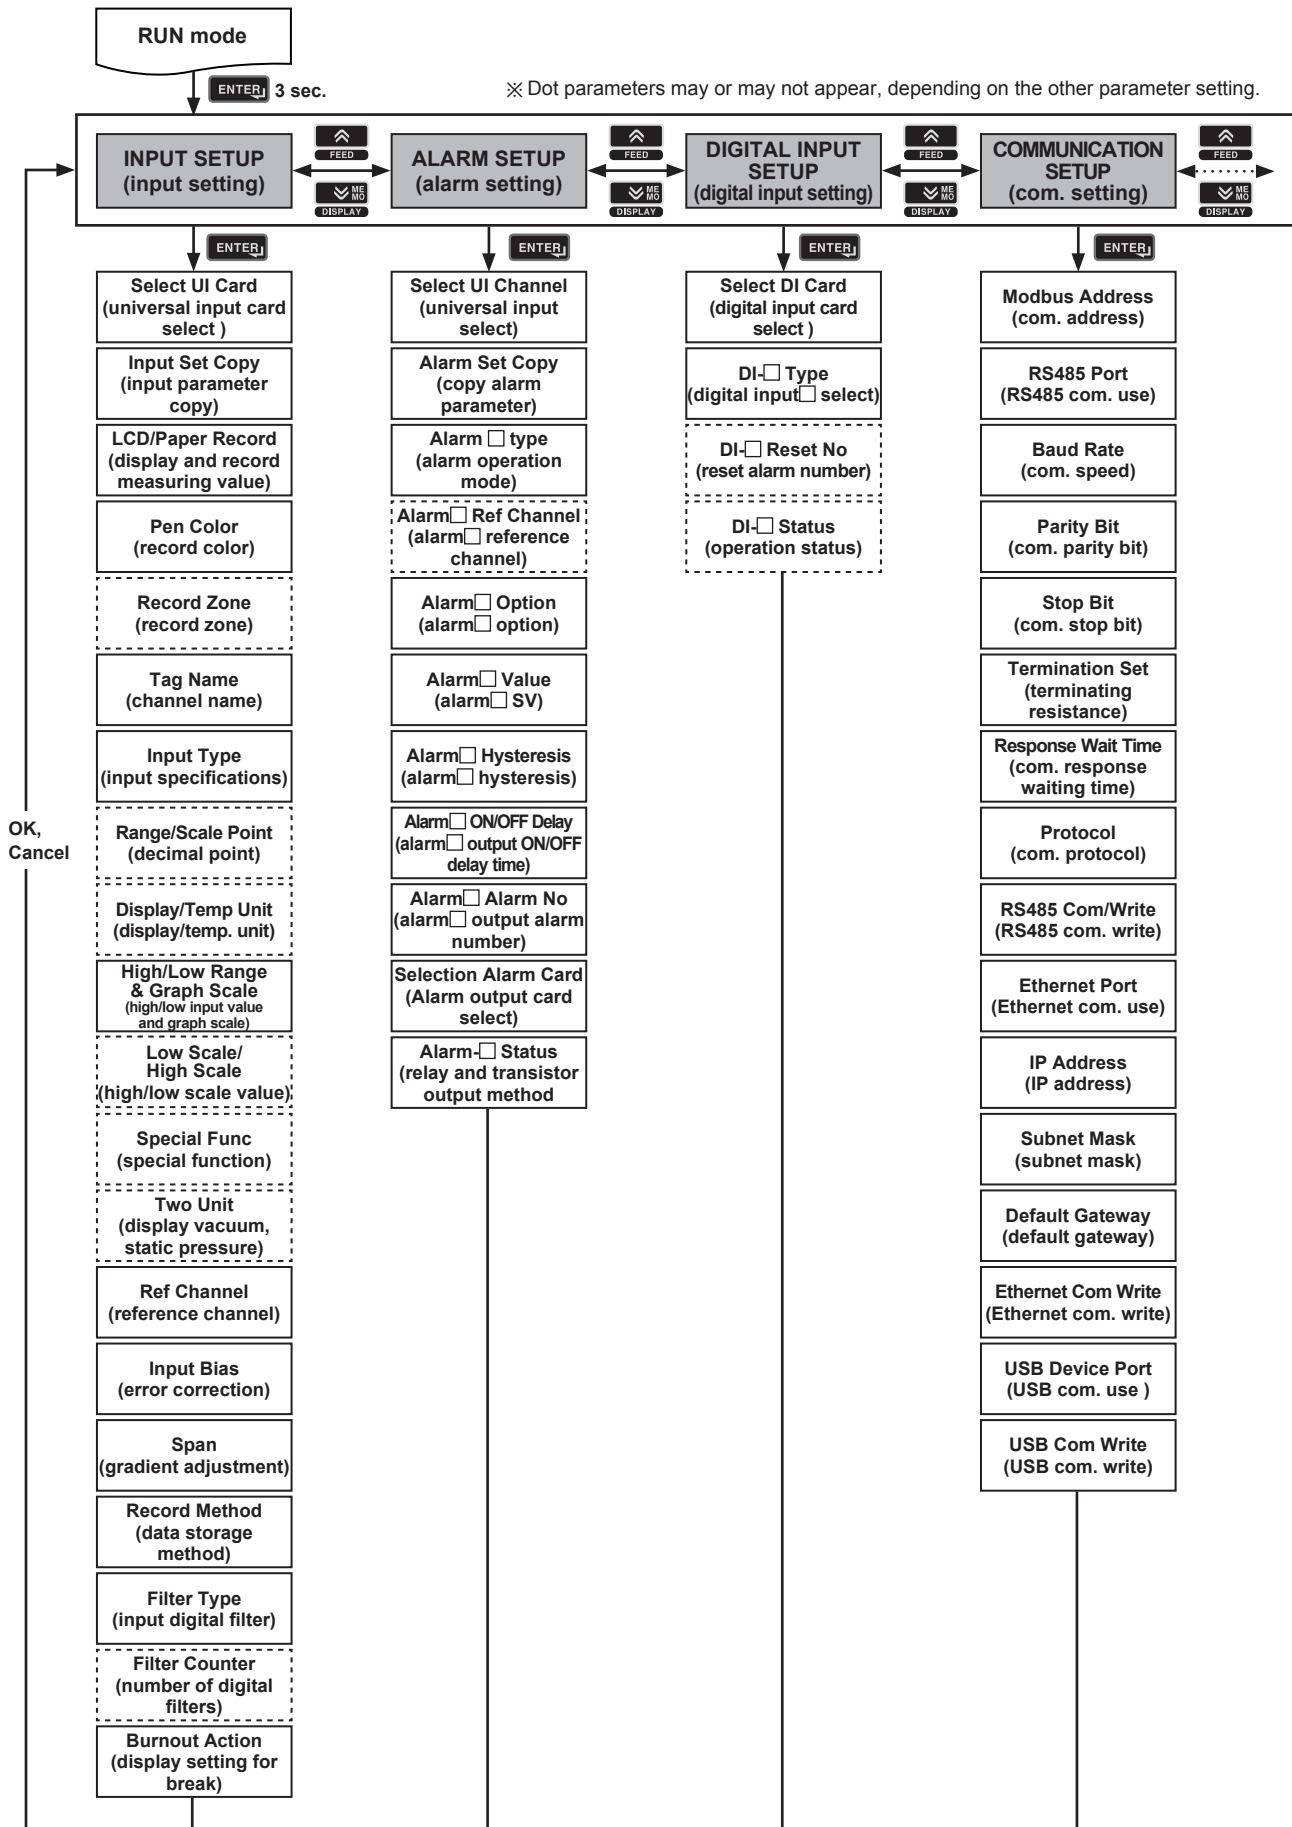 RUN mode
ENTER 3 sec.
※ Dot parameters may or may not appear, depending on the other parameter setting.
INPUT SETUP
(input setting)
FEED
MEMO
DISPLAY
ALARM SETUP
(alarm setting)
FEED
MEMO
DISPLAY
DIGITAL INPUT
SETUP
(digital input setting)
FEED
MEMO
DISPLAY
COMMUNICATION
SETUP
(com. setting)
FEED
MEMO
DISPLAY
OK,
Cancel
ENTER
Select UI Card
(universal input card
select )
Input Set Copy
(input parameter
copy)
LCD/Paper Record
(display and record
measuring value)
Pen Color
(record color)
Record Zone
(record zone)
Tag Name
(channel name)
Input Type
(input specifications)
Range/Scale Point
(decimal point)
Display/Temp Unit
(display/temp. unit)
High/Low Range
& Graph Scale
(high/low input value
and graph scale)
Low Scale/
High Scale
(high/low scale value)
Special Func
(special function)
Two Unit
(display vacuum,
static pressure)
Ref Channel
(reference channel)
Input Bias
(error correction)
Span
(gradient adjustment)
Record Method
(data storage
method)
Filter Type
(input digital filter)
Filter Counter
(number of digital
filters)
Burnout Action
(display setting for
break)
ENTER
Select UI Channel
(universal input
select)
Alarm Set Copy
(copy alarm
parameter)
Alarm □ type
(alarm operation
mode)
Alarm□ Ref Channel
(alarm□ reference
channel)
Alarm□ Option
(alarm□ option)
Alarm□ Value
(alarm□ SV)
Alarm□ Hysteresis
(alarm□ hysteresis)
Alarm□ ON/OFF Delay
(alarm□ output ON/OFF
delay time)
Alarm□ Alarm No
(alarm□ output alarm
number)
Selection Alarm Card
(Alarm output card
select)
Alarm-□ Status
(relay and transistor
output method
ENTER
Select DI Card
(digital input card
select )
DI-□ Type
(digital input□ select)
DI-□ Reset No
(reset alarm number)
DI-□ Status
(operation status)
ENTER
Modbus Address
(com. address)
RS485 Port
(RS485 com. use)
Baud Rate
(com. speed)
Parity Bit
(com. parity bit)
Stop Bit
(com. stop bit)
Termination Set
(terminating
resistance)
Response Wait Time
(com. response
waiting time)
Protocol
(com. protocol)
RS485 Com/Write
(RS485 com. write)
Ethernet Port
(Ethernet com. use)
IP Address
(IP address)
Subnet Mask
(subnet mask)
Default Gateway
(default gateway)
Ethernet Com Write
(Ethernet com. write)
USB Device Port
(USB com. use )
USB Com Write
(USB com. write)